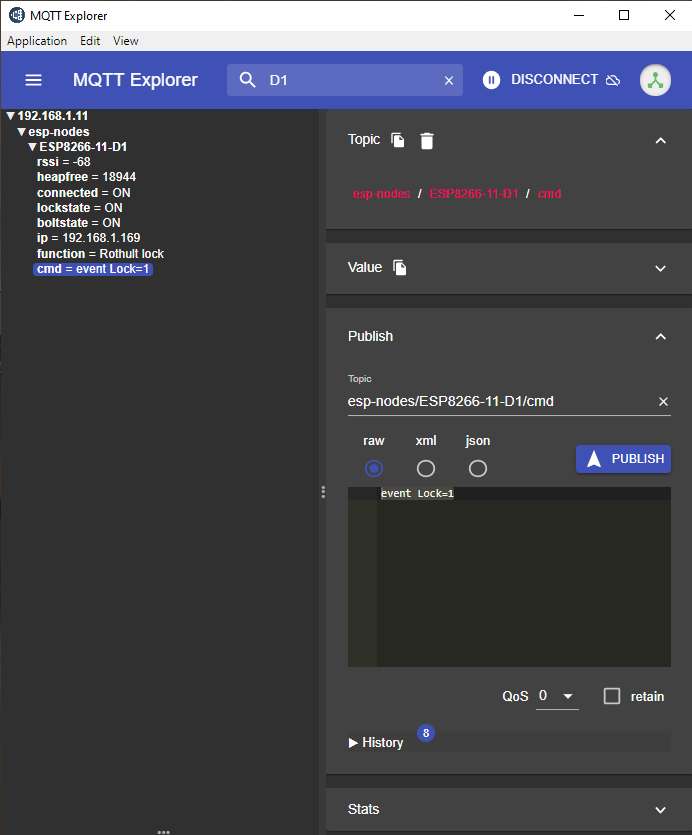 MQTT Explorer
Application Edit View
MQTT Explorer D1 DISCONNECT
▼ 192.168.1.11
▼ esp-nodes
▼ ESP8266-11-D1
rssi = -68
heapfree = 18944
connected = ON
lockstate = ON
boltstate = ON
ip = 192.168.1.169
function = Rothult lock
cmd = event Lock=1
Topic
esp-nodes / ESP8266-11-D1 / cmd
Value
Publish
Topic
esp-nodes/ESP8266-11-D1/cmd
raw xml json
PUBLISH
event Lock=1
QoS 0 retain
▶ History 8
Stats